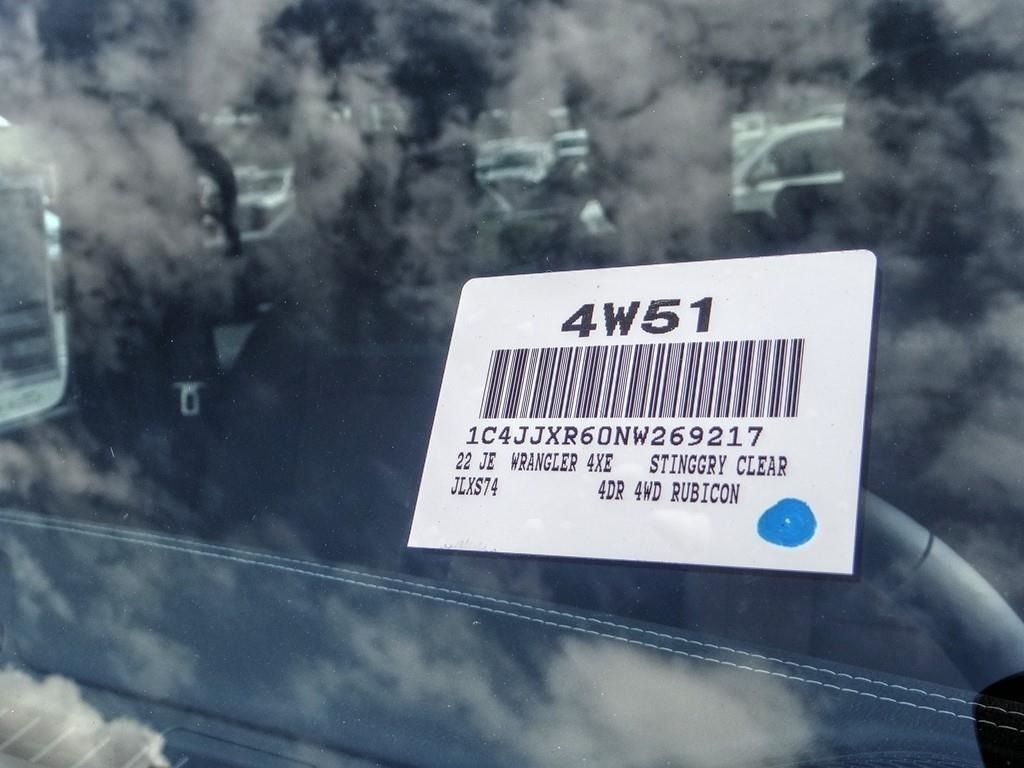 4W51
1C4JJXR60NW269217
22 JE WRANGLER 4XE STINGGRY CLEAR
JLXS74 4DR 4WD RUBICON